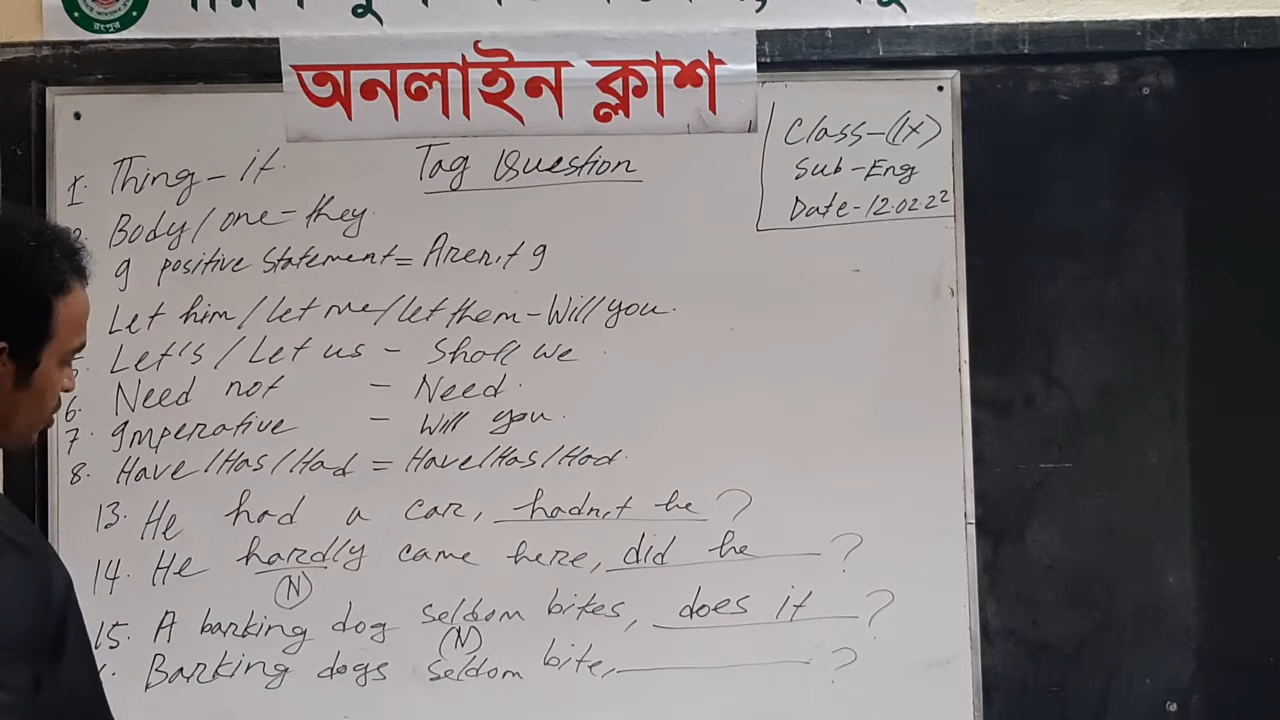 রংপুর
অনলাইন ক্লাশ
Class-(IX)
Sub-Eng
Date-12.02.22
Tag Question
1. Thing - it.
Body/one - they.
I positive statement = Aren't I
Let him/let me/let them - Will you.
Let's / Let us - Shall we.
6. Need not - Need.
7. Imperative - Will you.
8. Have/Has/Had = Have/Has/Had.
13. He had a car, hadn't he ?
14. He hardly came here, did he ?
(N)
15. A barking dog seldom bites, does it ?
(N)
Barking dogs seldom bite, ?